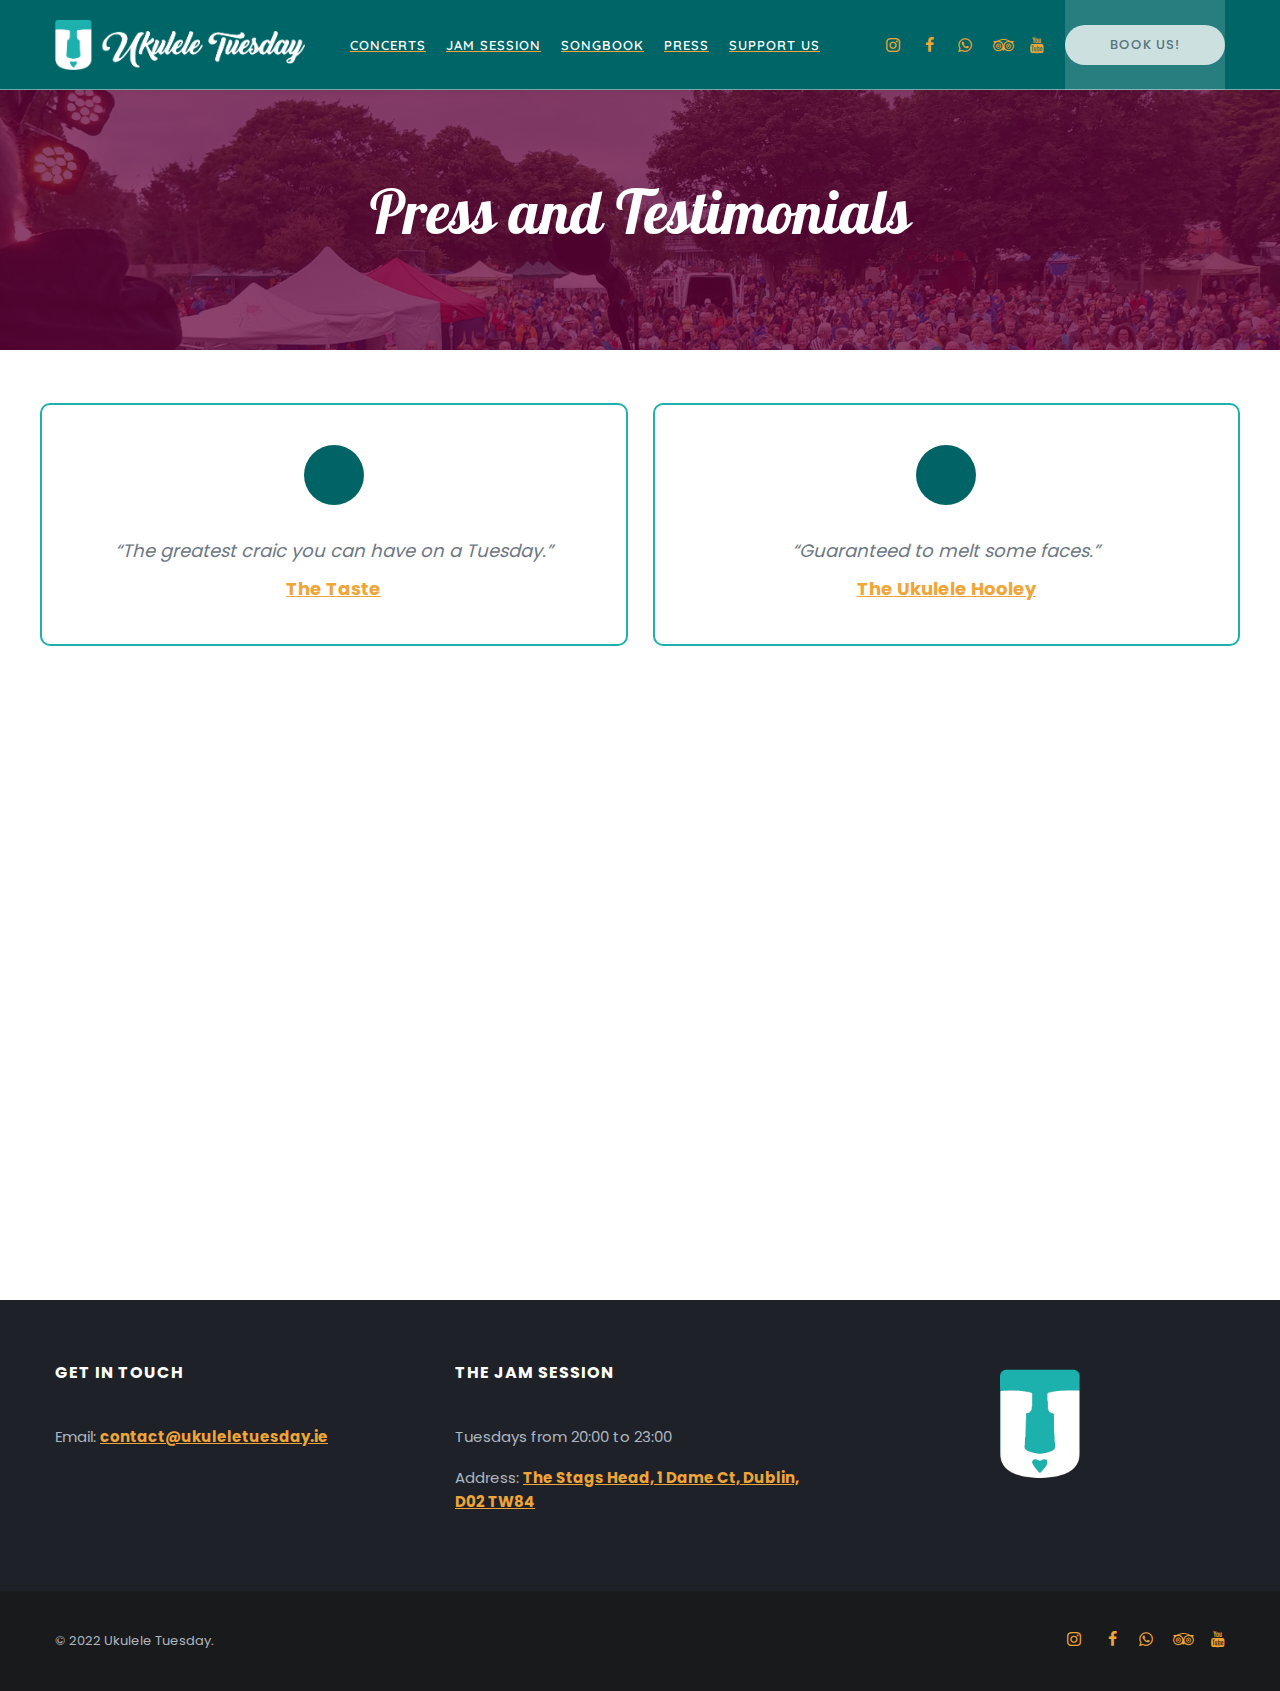 Ukulele Tuesday
CONCERTS JAM SESSION SONGBOOK PRESS SUPPORT US
BOOK US!
Press and Testimonials
“The greatest craic you can have on a Tuesday.”
The Taste
“Guaranteed to melt some faces.”
The Ukulele Hooley
GET IN TOUCH
Email: contact@ukuleletuesday.ie
THE JAM SESSION
Tuesdays from 20:00 to 23:00
Address: The Stags Head, 1 Dame Ct, Dublin,
D02 TW84
© 2022 Ukulele Tuesday.